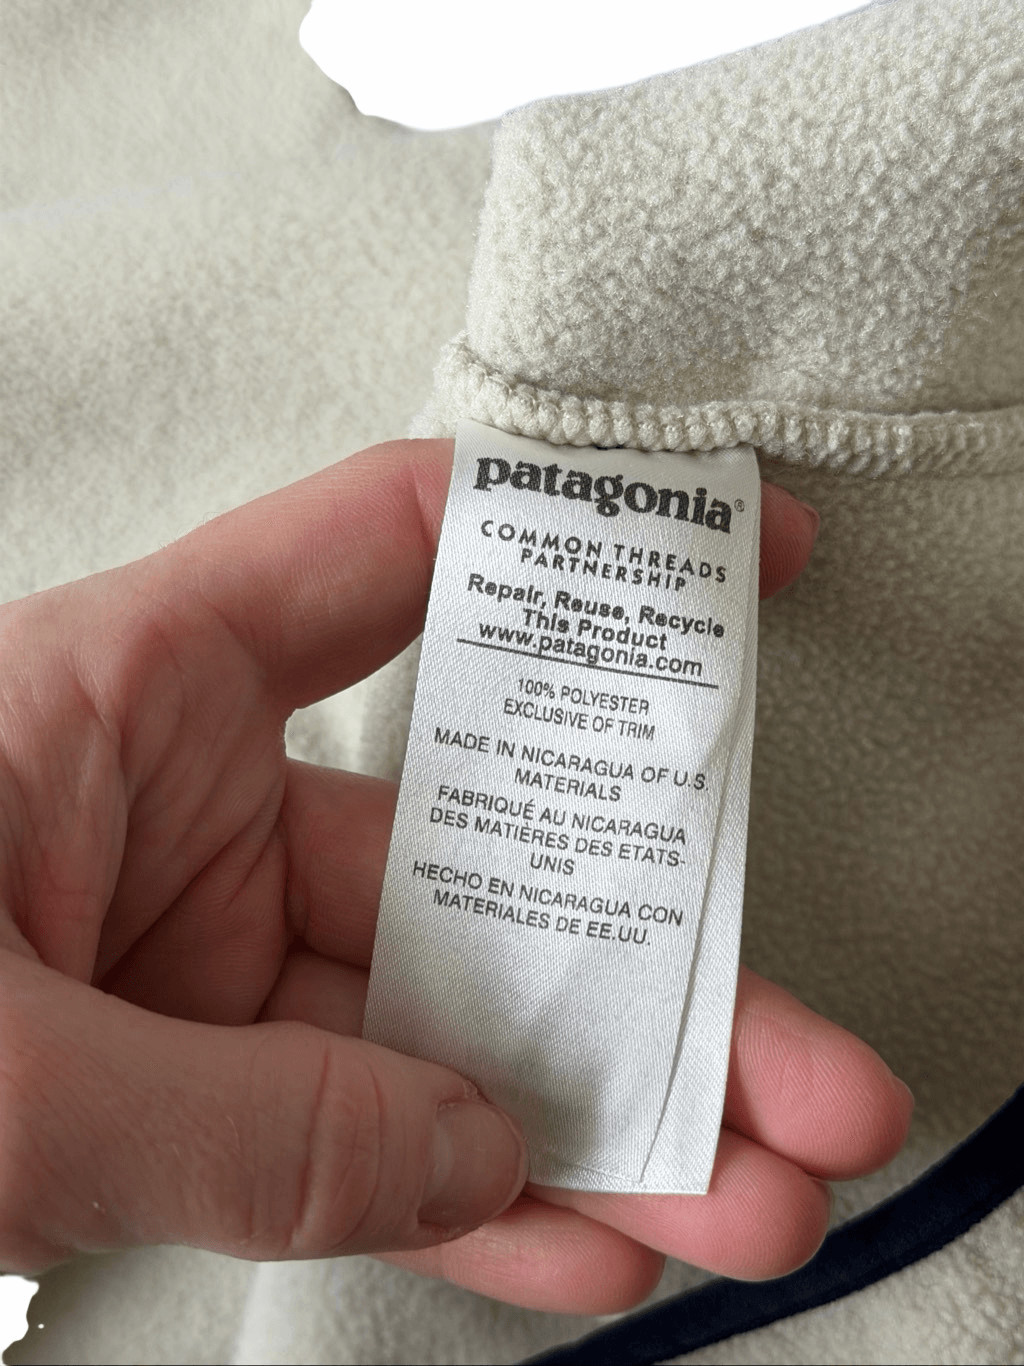 patagonia®
COMMON THREADS
PARTNERSHIP
Repair, Reuse, Recycle
This Product
www.patagonia.com
100% POLYESTER
EXCLUSIVE OF TRIM
MADE IN NICARAGUA OF U.S.
MATERIALS
FABRIQUÉ AU NICARAGUA
DES MATIÈRES DES ETATS-
UNIS
HECHO EN NICARAGUA CON
MATERIALES DE EE.UU.